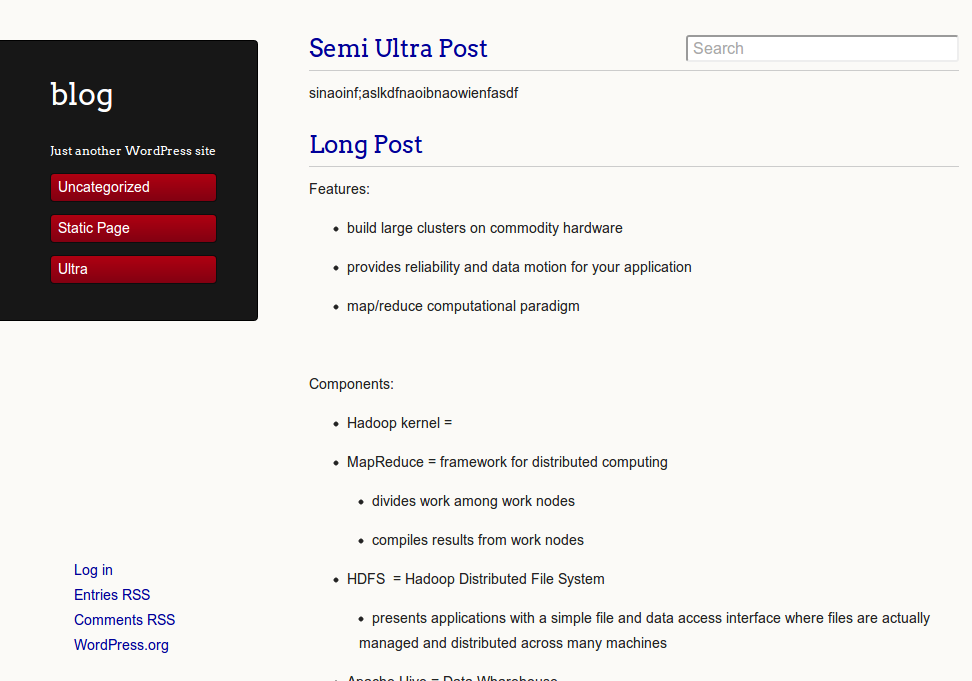 blog
Just another WordPress site
Uncategorized
Static Page
Ultra
Log in
Entries RSS
Comments RSS
WordPress.org
Search
Semi Ultra Post
sinaoinf;aslkdfnaoibnaowienfasdf
Long Post
Features:
build large clusters on commodity hardware
provides reliability and data motion for your application
map/reduce computational paradigm
Components:
Hadoop kernel =
MapReduce = framework for distributed computing
divides work among work nodes
compiles results from work nodes
HDFS = Hadoop Distributed File System
presents applications with a simple file and data access interface where files are actually
managed and distributed across many machines
Apache Hive = Data Wharehouse